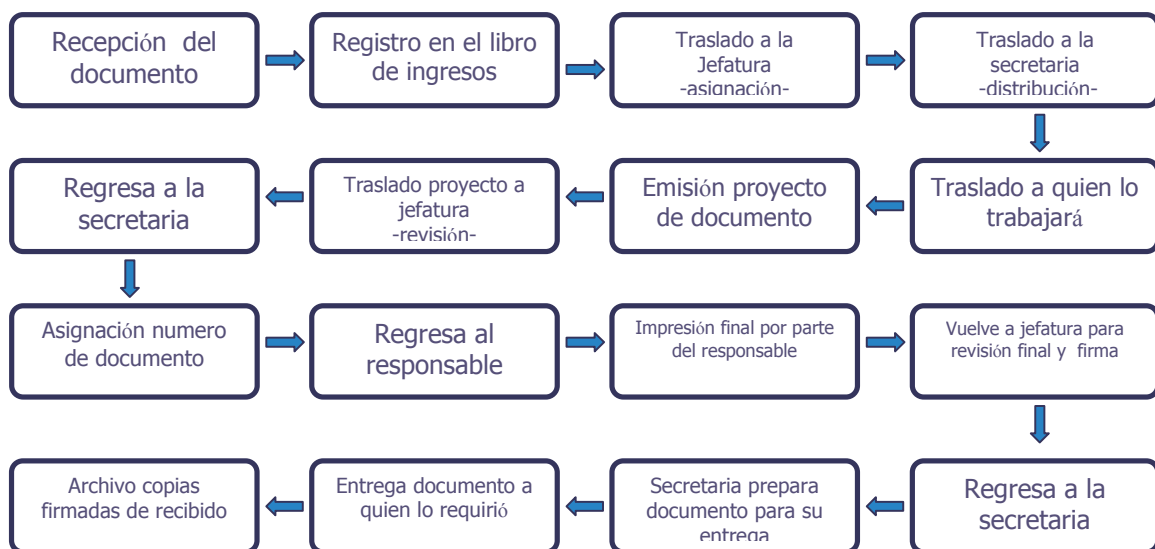 Recepción del
documento
Registro en el libro
de ingresos
Traslado a la
Jefatura
-asignación-
Traslado a la
secretaria
-distribución-
Traslado a quien lo
trabajará
Emisión proyecto
de documento
Traslado proyecto a
jefatura
-revisión-
Regresa a la
secretaria
Asignación numero
de documento
Regresa al
responsable
Impresión final por parte
del responsable
Vuelve a jefatura para
revisión final y firma
Regresa a la
secretaria
Secretaria prepara
documento para su
entrega
Entrega documento a
quien lo requirió
Archivo copias
firmadas de recibido